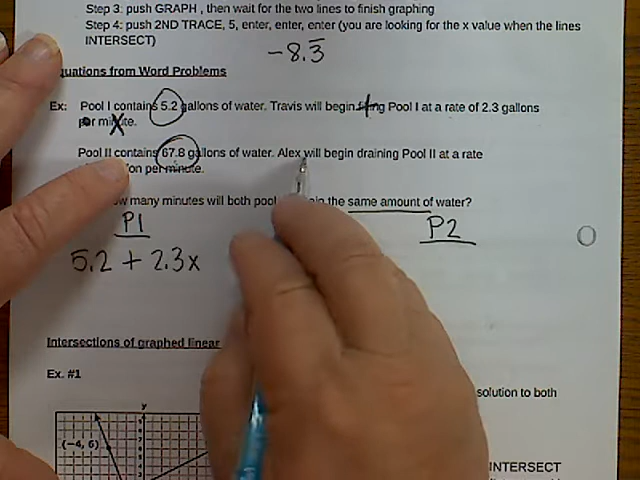 Step 3: push GRAPH , then wait for the two lines to finish graphing
Step 4: push 2ND TRACE, 5, enter, enter, enter (you are looking for the x value when the lines
INTERSECT)
-8.3̅
quations from Word Problems
Ex: Pool I contains 5.2 gallons of water. Travis will begin filling Pool I at a rate of 2.3 gallons
per minute.
X
+
Pool II contains 67.8 gallons of water. Alex will begin draining Pool II at a rate
on per minute.
ow many minutes will both pool the same amount of water?
P1
P2
5.2 + 2.3x
Intersections of graphed linear
Ex. #1
solution to both
y
(-4, 6)
INTERSECT